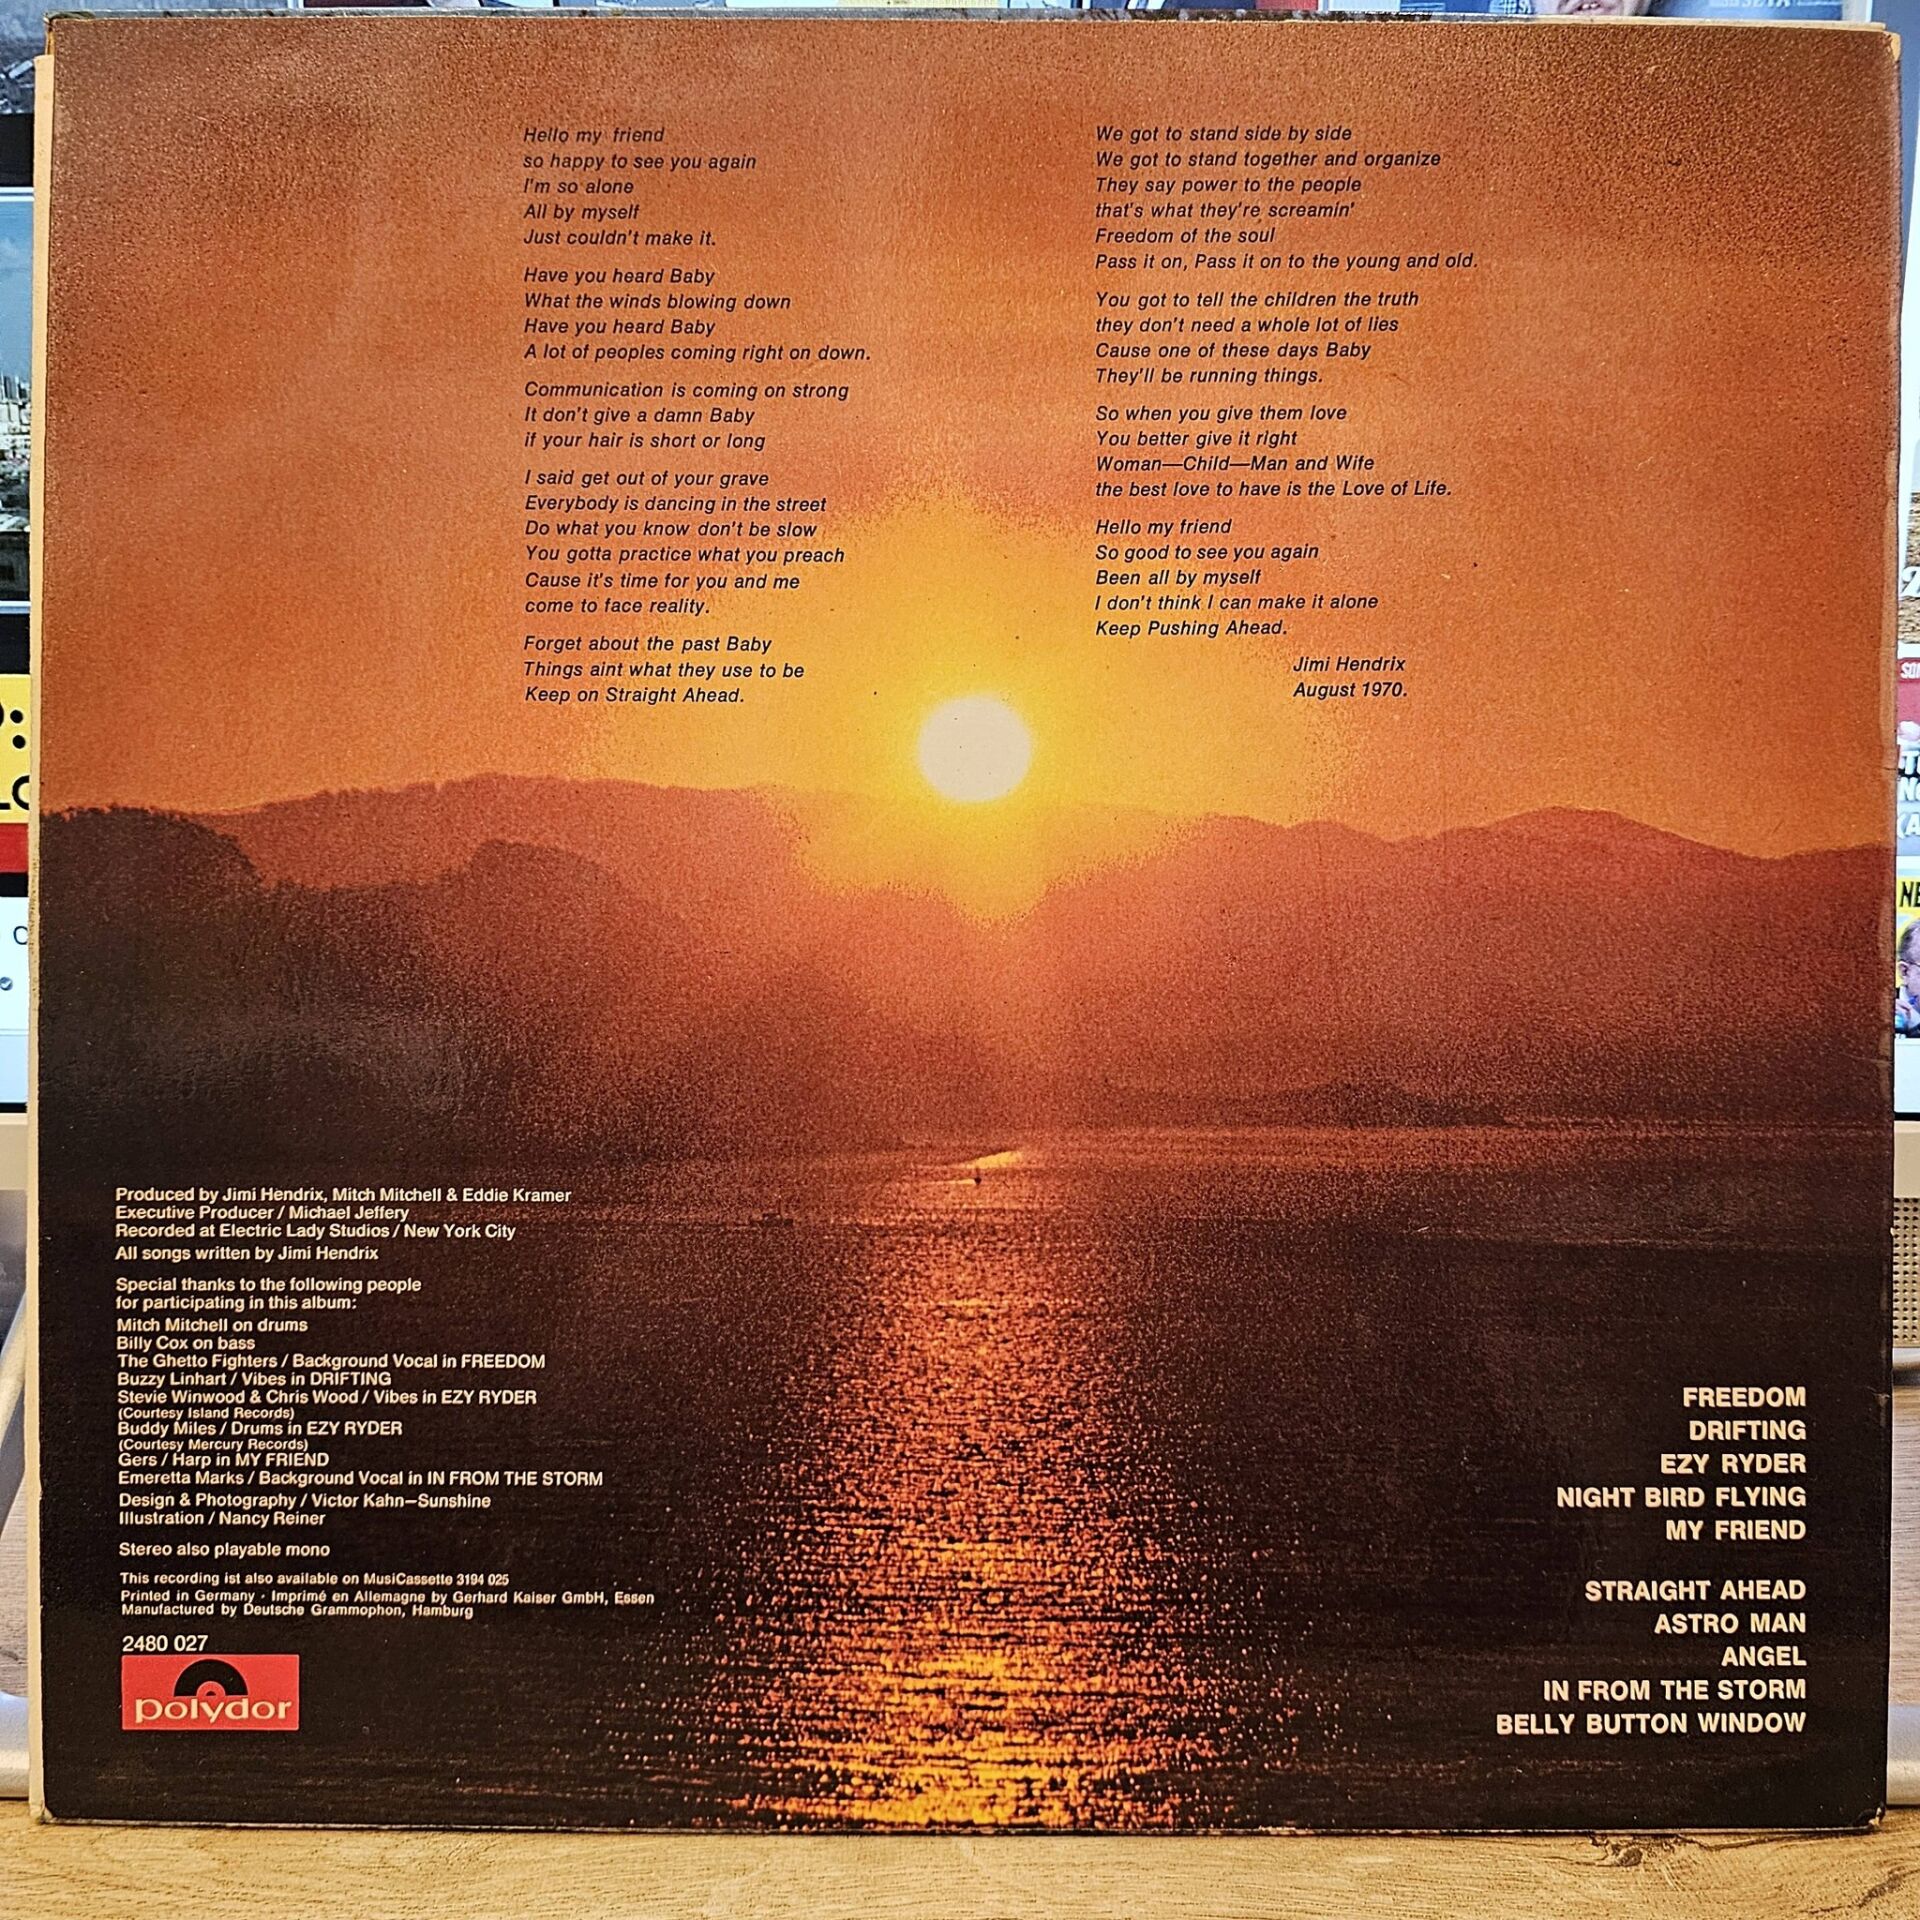 Hello my friend
so happy to see you again
I'm so alone
All by myself
Just couldn't make it.
Have you heard Baby
What the winds blowing down
Have you heard Baby
A lot of peoples coming right on down.
Communication is coming on strong
It don't give a damn Baby
if your hair is short or long
I said get out of your grave
Everybody is dancing in the street
Do what you know don't be slow
You gotta practice what you preach
Cause it's time for you and me
come to face reality.
Forget about the past Baby
Things aint what they use to be
Keep on Straight Ahead.
We got to stand side by side
We got to stand together and organize
They say power to the people
that's what they're screamin'
Freedom of the soul
Pass it on, Pass it on to the young and old.
You got to tell the children the truth
they don't need a whole lot of lies
Cause one of these days Baby
They'll be running things.
So when you give them love
You better give it right
Woman—Child—Man and Wife
the best love to have is the Love of Life.
Hello my friend
So good to see you again
Been all by myself
I don't think I can make it alone
Keep Pushing Ahead.
Jimi Hendrix
August 1970.
Produced by Jimi Hendrix, Mitch Mitchell & Eddie Kramer
Executive Producer / Michael Jeffery
Recorded at Electric Lady Studios / New York City
All songs written by Jimi Hendrix
Special thanks to the following people
for participating in this album:
Mitch Mitchell on drums
Billy Cox on bass
The Ghetto Fighters / Background Vocal in FREEDOM
Buzzy Linhart / Vibes in DRIFTING
Stevie Winwood & Chris Wood / Vibes in EZY RYDER
(Courtesy Island Records)
Buddy Miles / Drums in EZY RYDER
(Courtesy Mercury Records)
Gers / Harp in MY FRIEND
Emeretta Marks / Background Vocal in IN FROM THE STORM
Design & Photography / Victor Kahn–Sunshine
Illustration / Nancy Reiner
Stereo also playable mono
This recording ist also available on MusiCassette 3194 025
Printed in Germany · Imprimé en Allemagne by Gerhard Kaiser GmbH, Essen
Manufactured by Deutsche Grammophon, Hamburg
2480 027
polydor
FREEDOM
DRIFTING
EZY RYDER
NIGHT BIRD FLYING
MY FRIEND
STRAIGHT AHEAD
ASTRO MAN
ANGEL
IN FROM THE STORM
BELLY BUTTON WINDOW